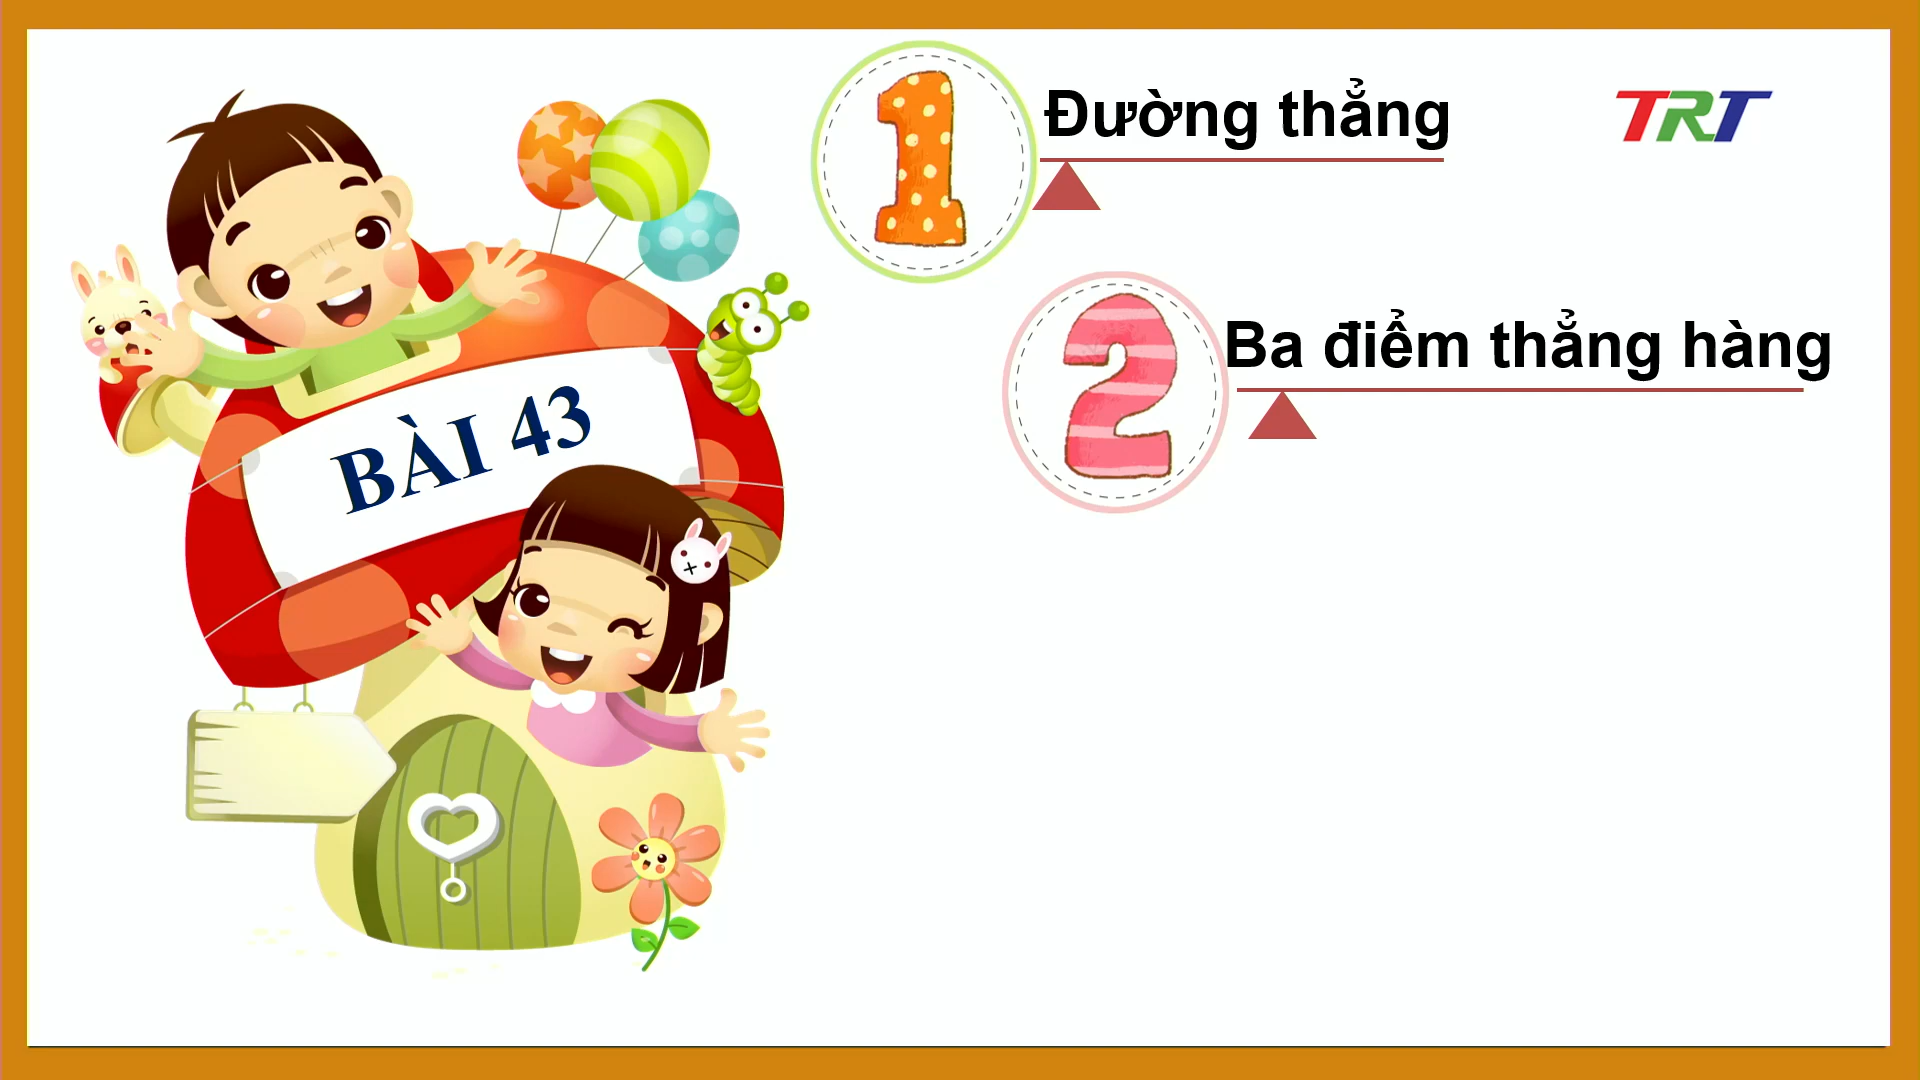 1 Đường thẳng
TRT
2 Ba điểm thẳng hàng
BÀI 43